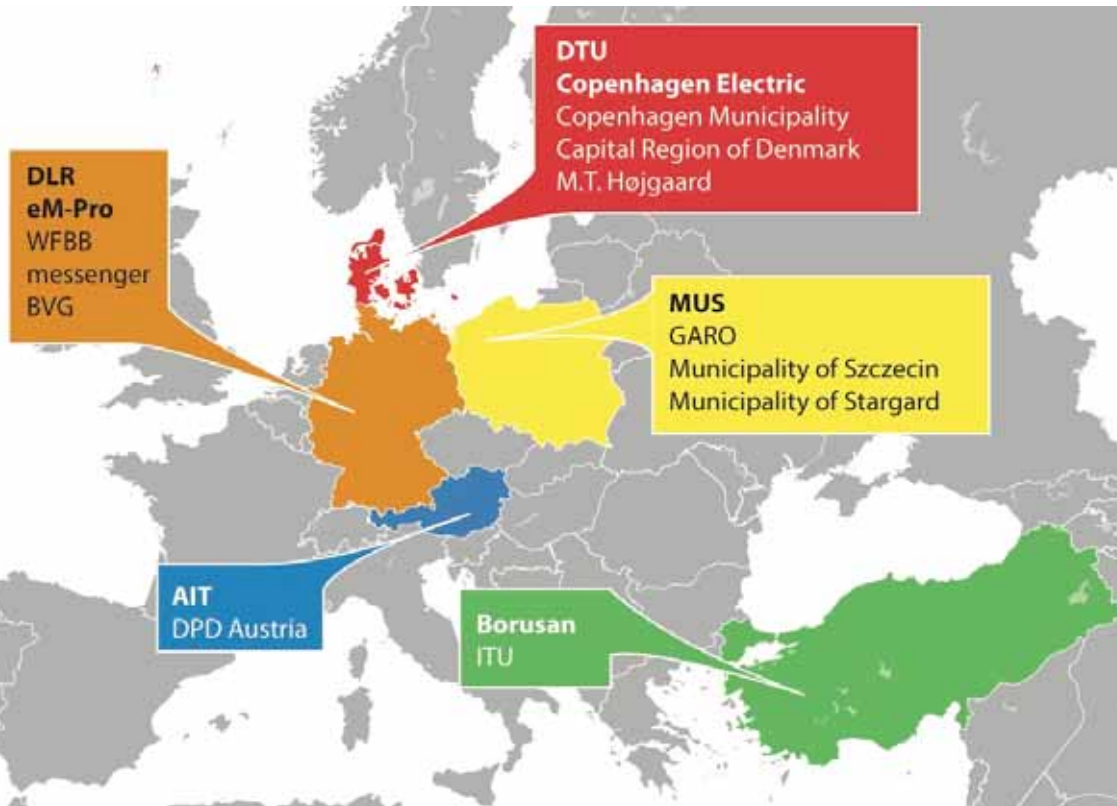 DTU
Copenhagen Electric
Copenhagen Municipality
Capital Region of Denmark
M.T. Højgaard
DLR
eM-Pro
WFBB
messenger
BVG
MUS
GARO
Municipality of Szczecin
Municipality of Stargard
AIT
DPD Austria
Borusan
ITU